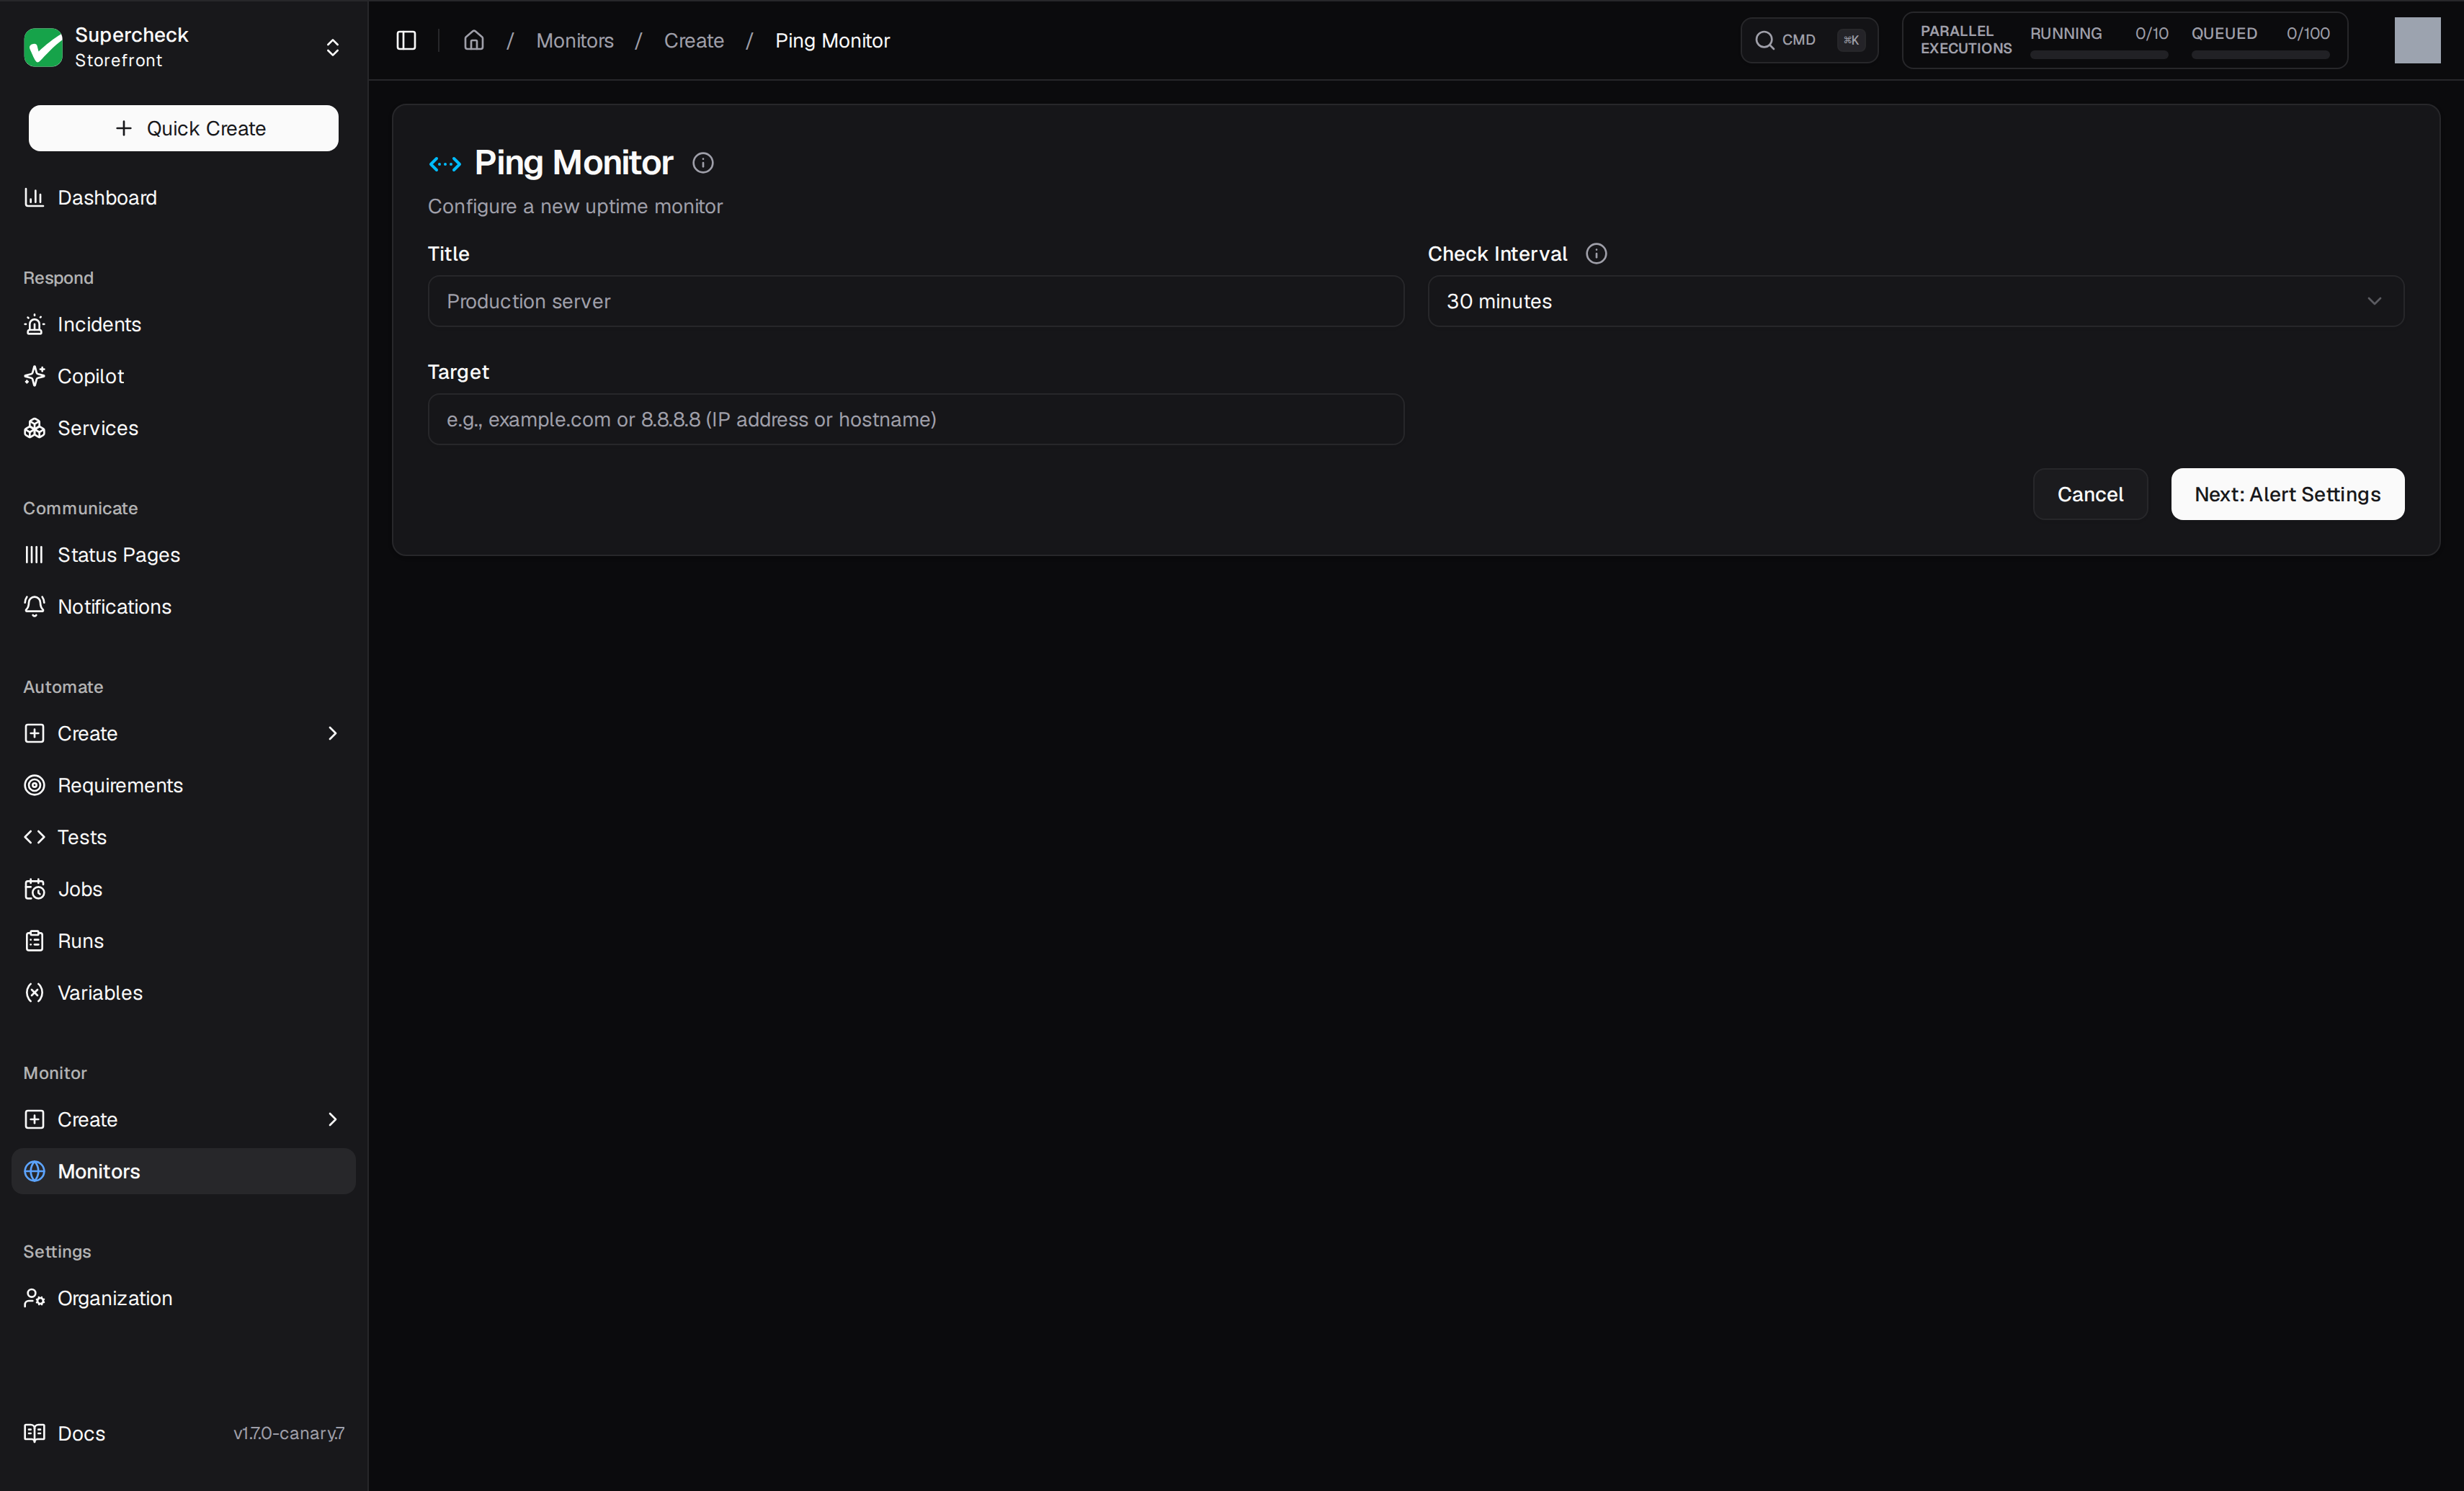 Supercheck
Storefront
Quick Create
Dashboard
Respond
Incidents
Copilot
Services
Communicate
Status Pages
Notifications
Automate
Create
Requirements
Tests
Jobs
Runs
Variables
Monitor
Create
Monitors
Settings
Organization
Docs v1.7.0-canary.7
/ Monitors / Create / Ping Monitor
CMD ⌘K
PARALLEL EXECUTIONS
RUNNING 0/10 QUEUED 0/100
Ping Monitor
Configure a new uptime monitor
Title
Production server
Check Interval
30 minutes
Target
e.g., example.com or 8.8.8.8 (IP address or hostname)
Cancel Next: Alert Settings